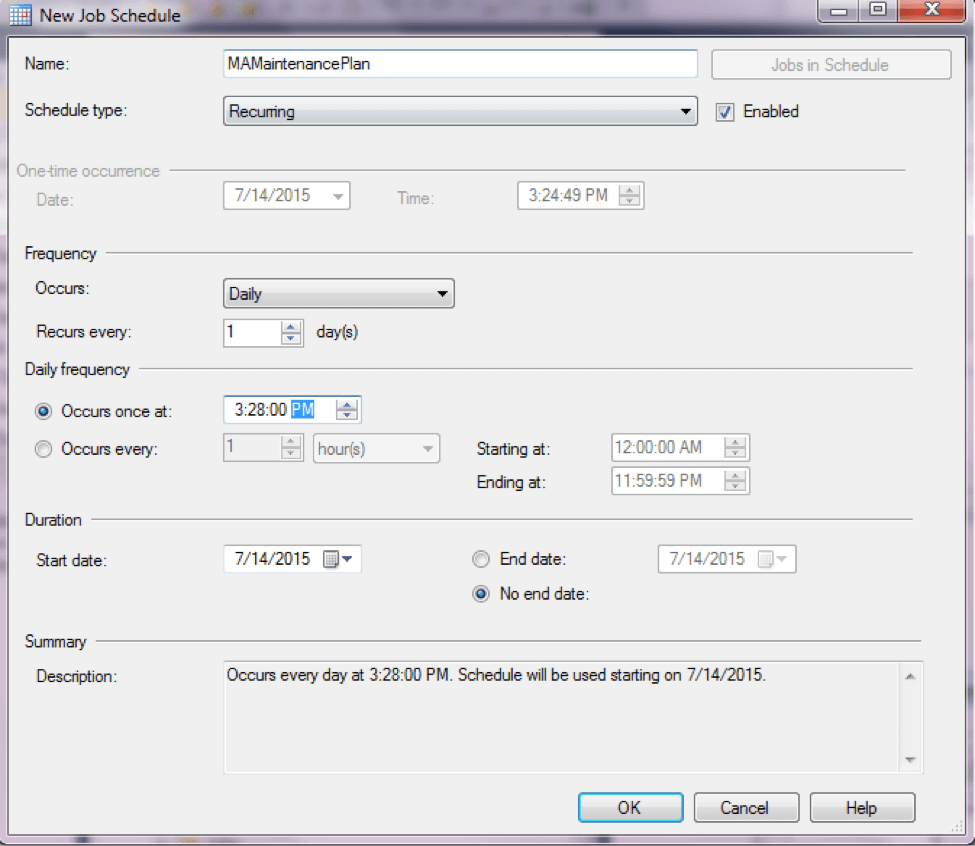 New Job Schedule
Name: MAMaintenancePlan Jobs in Schedule
Schedule type: Recurring Enabled
One-time occurrence
Date: 7/14/2015 Time: 3:24:49 PM
Frequency
Occurs: Daily
Recurs every: 1 day(s)
Daily frequency
Occurs once at: 3:28:00 PM
Occurs every: 1 hour(s) Starting at: 12:00:00 AM
Ending at: 11:59:59 PM
Duration
Start date: 7/14/2015 End date: 7/14/2015
No end date:
Summary
Description: Occurs every day at 3:28:00 PM. Schedule will be used starting on 7/14/2015.
OK Cancel Help